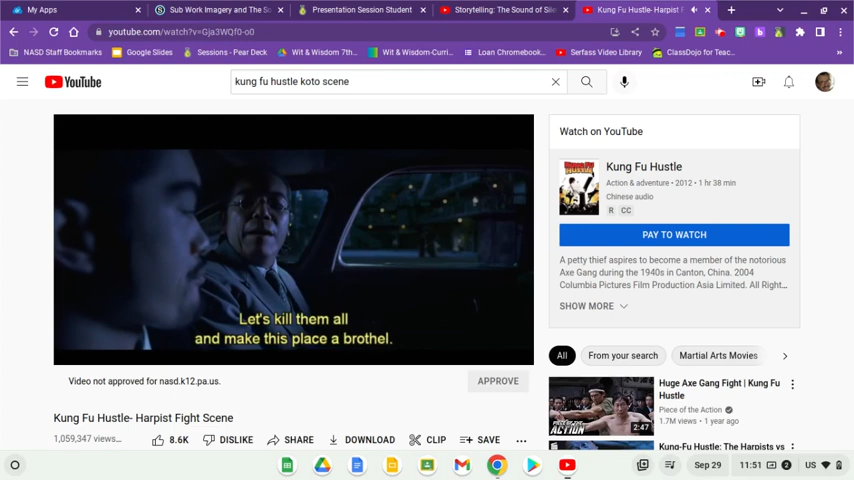 My Apps
Sub Work Imagery and The Su
Presentation Session Student
Storytelling: The Sound of Sile
Kung Fu Hustle- Harpist F
youtube.com/watch?v=Gja3WQf0-o0
NASD Staff Bookmarks
Google Slides
Sessions - Pear Deck
Wit & Wisdom 7th...
Wit & Wisdom-Curri...
Loan Chromebook...
Serfass Video Library
ClassDojo for Teac...
YouTube
kung fu hustle koto scene
Watch on YouTube
Kung Fu Hustle
Action & adventure • 2012 • 1 hr 38 min
Chinese audio
R CC
PAY TO WATCH
A petty thief aspires to become a member of the notorious
Axe Gang during the 1940s in Canton, China. 2004
Columbia Pictures Film Production Asia Limited. All Right...
SHOW MORE
Let's kill them all
and make this place a brothel.
Video not approved for nasd.k12.pa.us.
APPROVE
Kung Fu Hustle- Harpist Fight Scene
1,059,347 views...
8.6K
DISLIKE
SHARE
DOWNLOAD
CLIP
SAVE
All
From your search
Martial Arts Movies
Huge Axe Gang Fight | Kung Fu
Hustle
Piece of the Action
1.7M views • 1 year ago
2:47
Kung-Fu Hustle: The Harpists vs
Sep 29
11:51
2
US